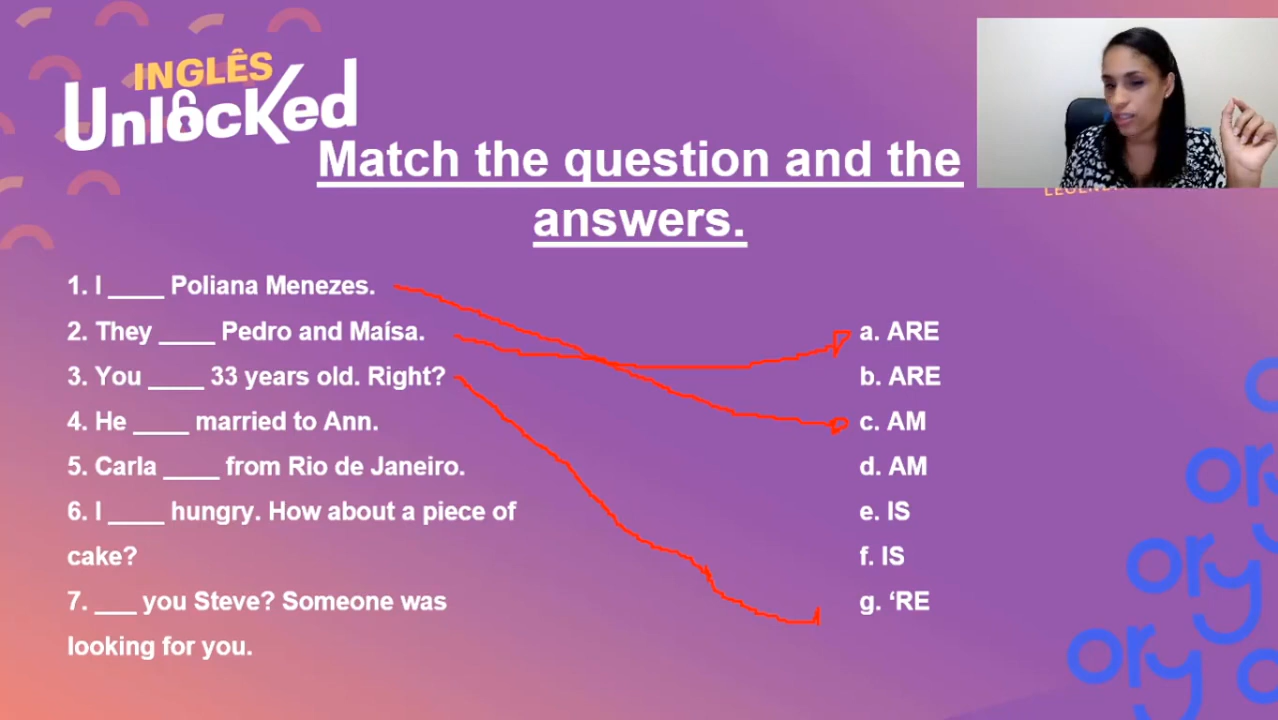 INGLÊS
Unlocked
Match the question and the
answers.
1. I ____ Poliana Menezes.
2. They ____ Pedro and Maísa.
3. You ____ 33 years old. Right?
4. He ____ married to Ann.
5. Carla ____ from Rio de Janeiro.
6. I ____ hungry. How about a piece of
cake?
7. ___ you Steve? Someone was
looking for you.
a. ARE
b. ARE
c. AM
d. AM
e. IS
f. IS
g. ‘RE
ory
ory